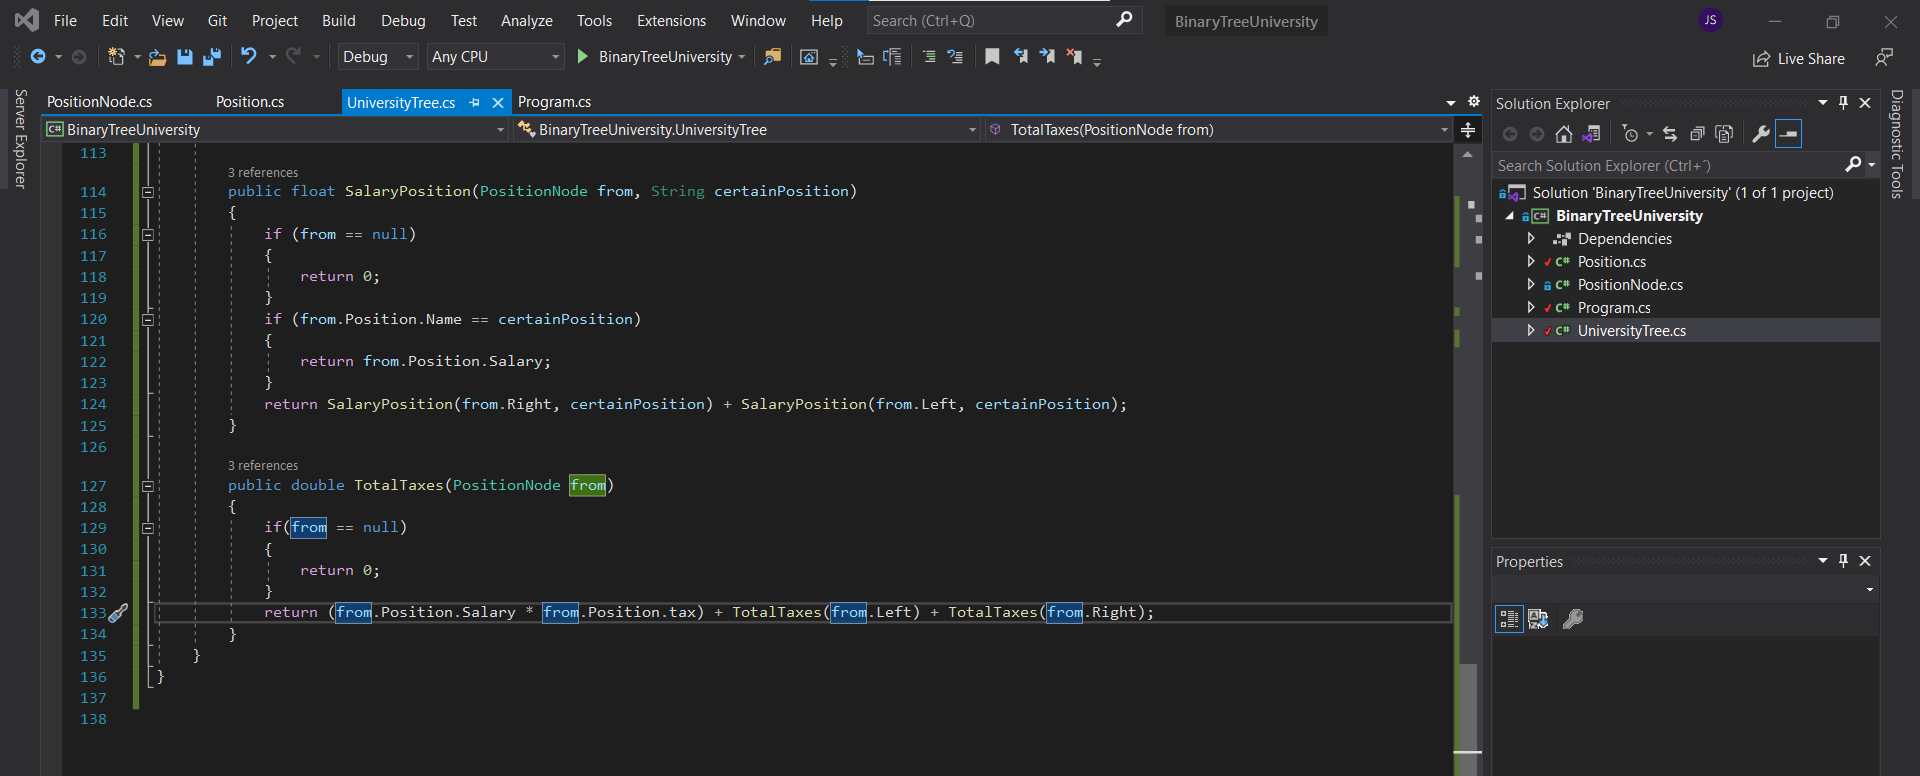 File Edit View Git Project Build Debug Test Analyze Tools Extensions Window Help Search (Ctrl+Q) BinaryTreeUniversity JS
Debug Any CPU BinaryTreeUniversity Live Share
Server Explorer
PositionNode.cs Position.cs UniversityTree.cs Program.cs
C# BinaryTreeUniversity BinaryTreeUniversity.UniversityTree TotalTaxes(PositionNode from)
113
3 references
114 public float SalaryPosition(PositionNode from, String certainPosition)
115 {
116 if (from == null)
117 {
118 return 0;
119 }
120 if (from.Position.Name == certainPosition)
121 {
122 return from.Position.Salary;
123 }
124 return SalaryPosition(from.Right, certainPosition) + SalaryPosition(from.Left, certainPosition);
125 }
126
3 references
127 public double TotalTaxes(PositionNode from)
128 {
129 if(from == null)
130 {
131 return 0;
132 }
133 return (from.Position.Salary * from.Position.tax) + TotalTaxes(from.Left) + TotalTaxes(from.Right);
134 }
135 }
136 }
137
138
Solution Explorer
Search Solution Explorer (Ctrl+´)
Solution 'BinaryTreeUniversity' (1 of 1 project)
C# BinaryTreeUniversity
Dependencies
C# Position.cs
C# PositionNode.cs
C# Program.cs
C# UniversityTree.cs
Properties
Diagnostic Tools